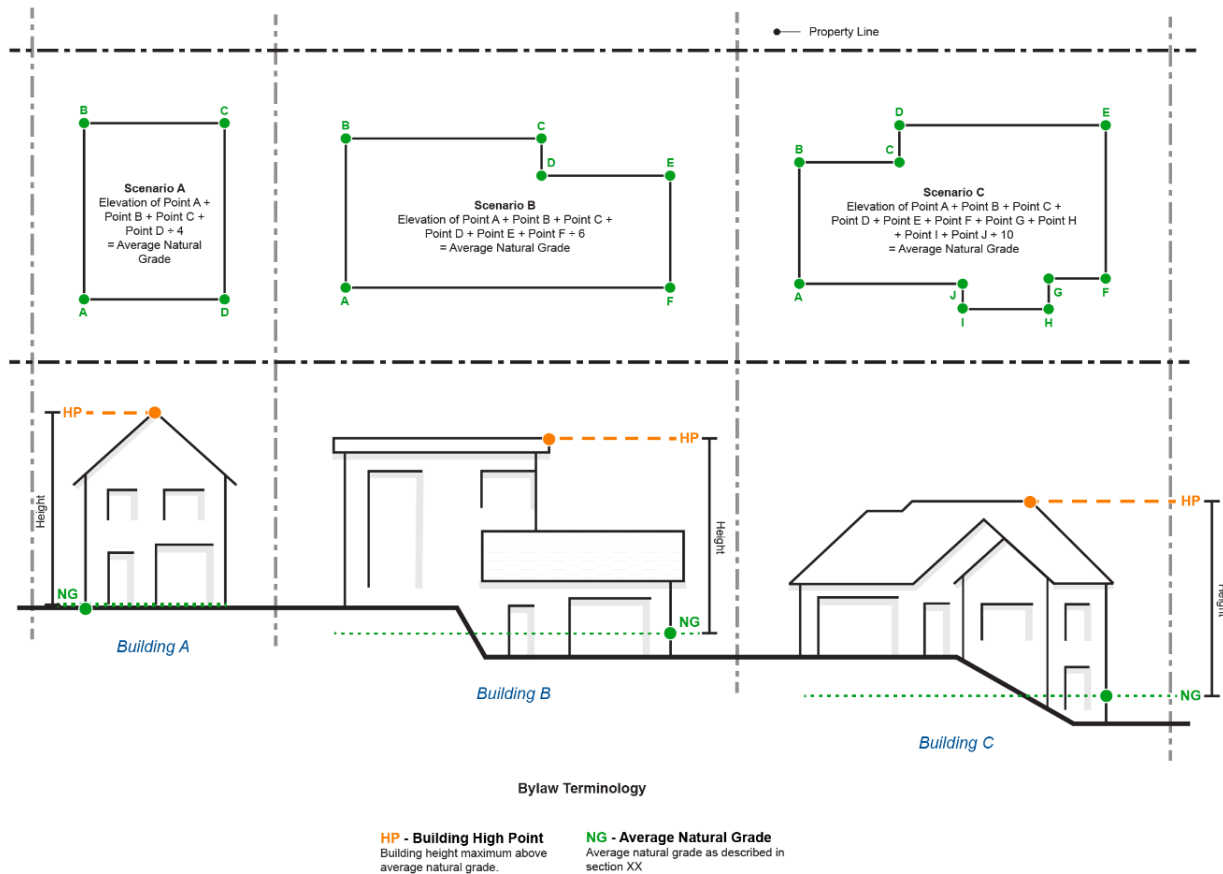 Property Line
B
C
Scenario A
Elevation of Point A +
Point B + Point C +
Point D ÷ 4
= Average Natural
Grade
A
D
B
C
D
E
Scenario B
Elevation of Point A + Point B + Point C +
Point D + Point E + Point F ÷ 6
= Average Natural Grade
A
F
D
E
B
C
Scenario C
Elevation of Point A + Point B + Point C +
Point D + Point E + Point F + Point G + Point H
+ Point I + Point J ÷ 10
= Average Natural Grade
A
J
G
F
I
H
HP
Height
NG
Building A
HP
Height
NG
Building B
HP
Height
NG
Building C
Bylaw Terminology
HP - Building High Point
Building height maximum above
average natural grade.
NG - Average Natural Grade
Average natural grade as described in
section XX